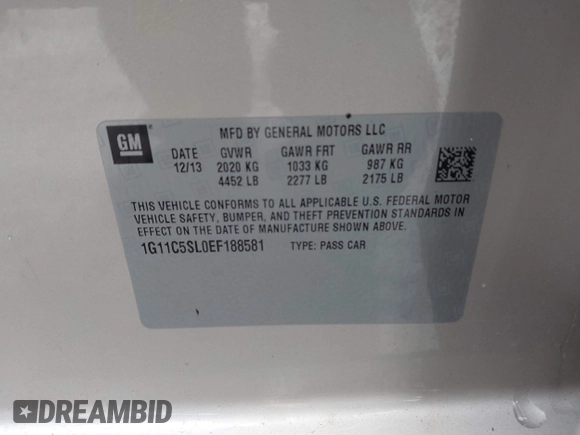 GM
MFD BY GENERAL MOTORS LLC
DATE GVWR GAWR FRT GAWR RR
12/13 2020 KG 1033 KG 987 KG
4452 LB 2277 LB 2175 LB
THIS VEHICLE CONFORMS TO ALL APPLICABLE U.S. FEDERAL MOTOR
VEHICLE SAFETY, BUMPER, AND THEFT PREVENTION STANDARDS
IN EFFECT ON THE DATE OF MANUFACTURE SHOWN ABOVE.
1G11C5SL0EF188581 TYPE: PASS CAR
DREAMBID